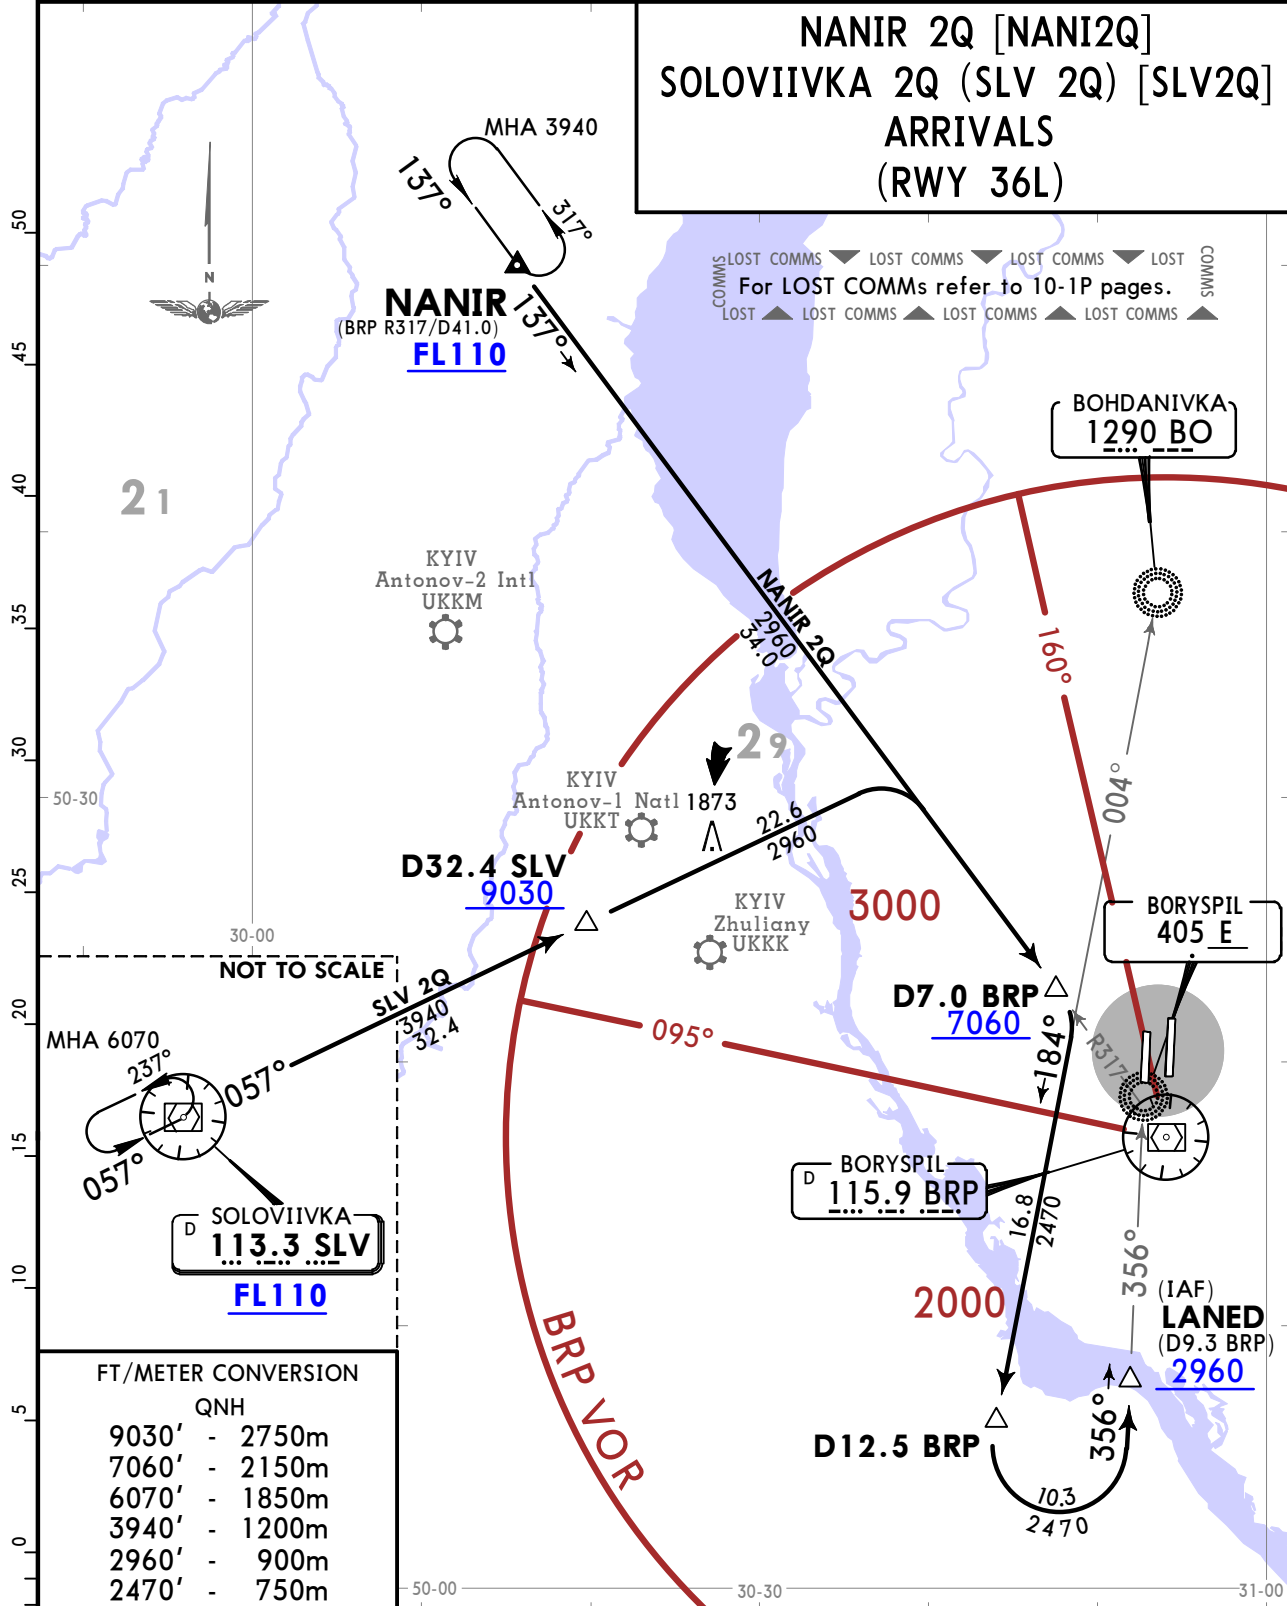 NANIR 2Q [NANI2Q]
SOLOVIIVKA 2Q (SLV 2Q) [SLV2Q]
ARRIVALS
(RWY 36L)
MHA 3940
137°
317°
N
NANIR
(BRP R317/D41.0)
FL110
137°
LOST COMMS LOST COMMS LOST COMMS LOST
COMMS
COMMS
For LOST COMMs refer to 10-1P pages.
LOST LOST COMMS LOST COMMS LOST COMMS
BOHDANIVKA
1290 BO
21
KYIV
Antonov-2 Intl
UKKM
NANIR 2Q
2960
34.0
160°
29
004°
50-30
KYIV
Antonov-1 Natl
UKKT
1873
22.6
2960
D32.4 SLV
9030
KYIV
Zhuliany
UKKK
3000
BORYSPIL
405 E
30-00
NOT TO SCALE
SLV 2Q
3940
32.4
D7.0 BRP
7060
095°
184°
R317
MHA 6070
237°
057°
057°
D SOLOVIIVKA
113.3 SLV
FL110
D BORYSPIL
115.9 BRP
16.8
2470
356°
2000
(IAF)
LANED
(D9.3 BRP)
2960
BRP VOR
356°
D12.5 BRP
10.3
2470
FT/METER CONVERSION
QNH
9030' - 2750m
7060' - 2150m
6070' - 1850m
3940' - 1200m
2960' - 900m
2470' - 750m
50-00
30-30
31-00
50
45
40
35
30
25
20
15
10
5
0